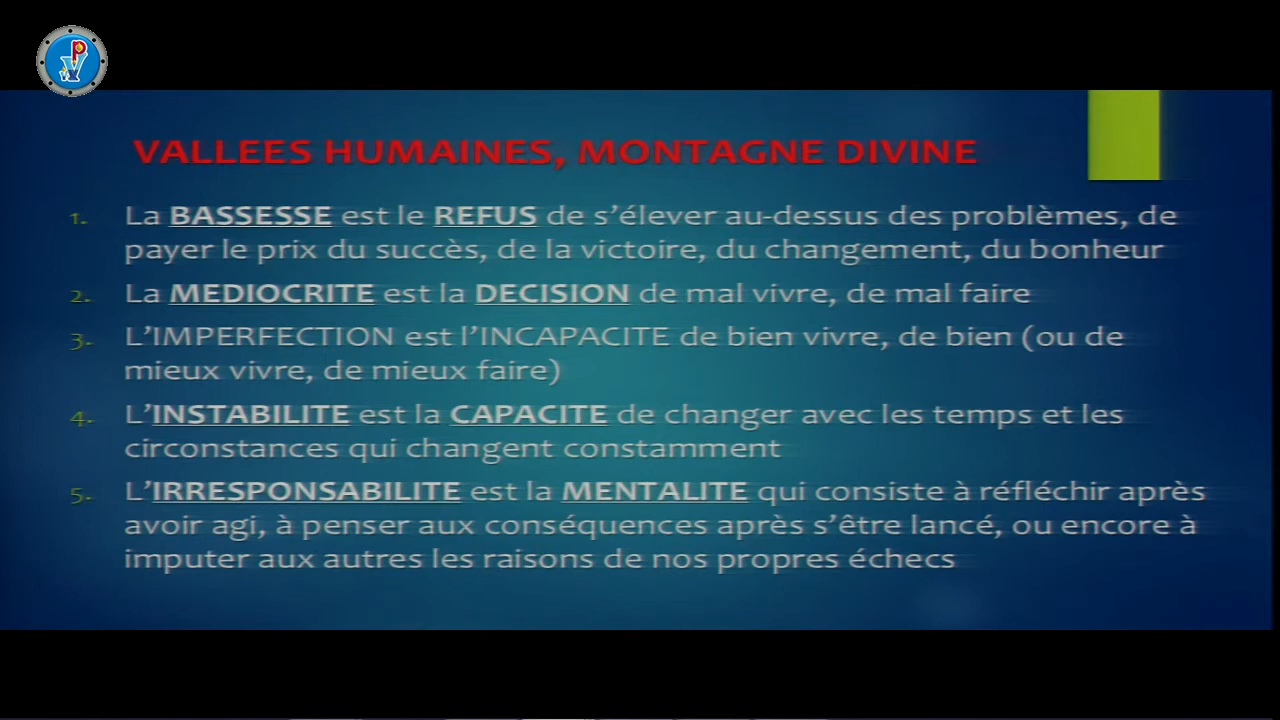 VALLEES HUMAINES, MONTAGNE DIVINE
1. La BASSESSE est le REFUS de s'élever au-dessus des problèmes, de
payer le prix du succès, de la victoire, du changement, du bonheur
2. La MEDIOCRITE est la DECISION de mal vivre, de mal faire
3. L'IMPERFECTION est l'INCAPACITE de bien vivre, de bien (ou de
mieux vivre, de mieux faire)
4. L'INSTABILITE est la CAPACITE de changer avec les temps et les
circonstances qui changent constamment
5. L'IRRESPONSABILITE est la MENTALITE qui consiste à réfléchir après
avoir agi, à penser aux conséquences après s'être lancé, ou encore à
imputer aux autres les raisons de nos propres échecs